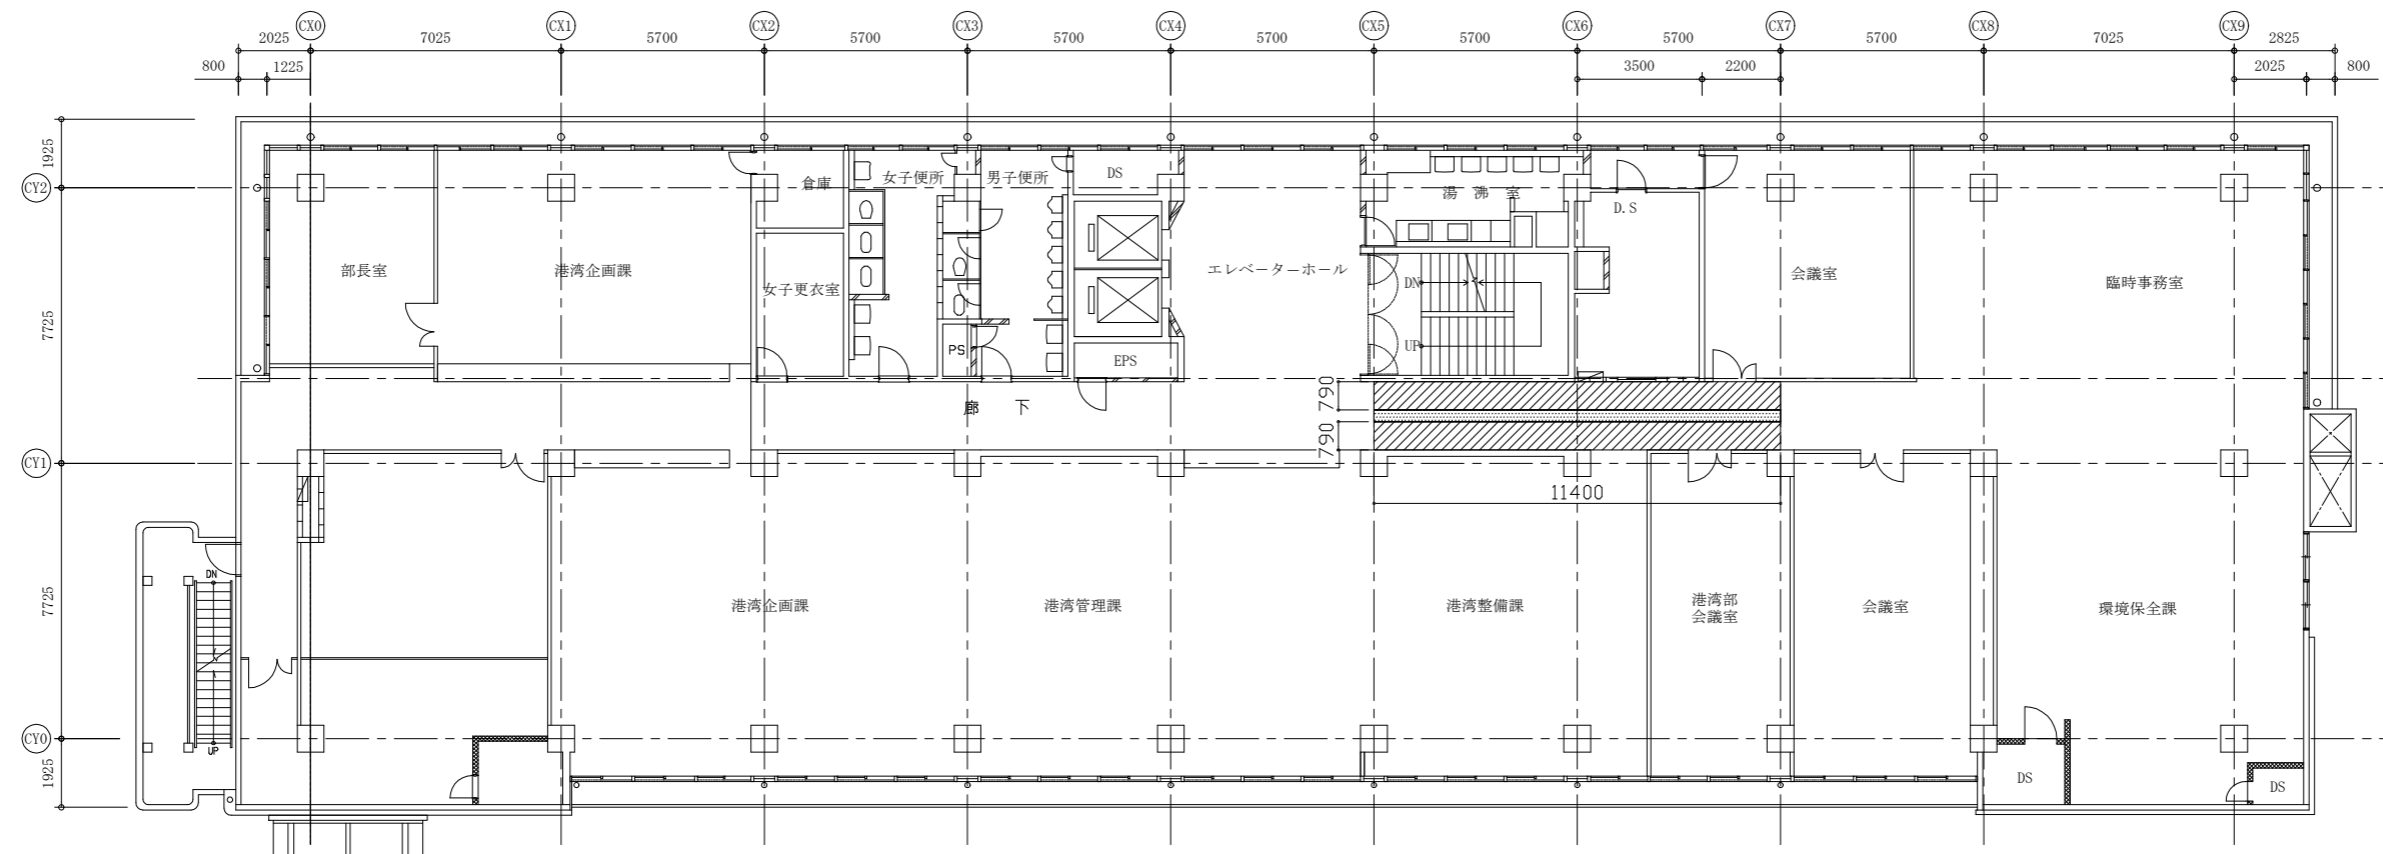 CX0 CX1 CX2 CX3 CX4 CX5 CX6 CX7 CX8 CX9
2025 7025 5700 5700 5700 5700 5700 5700 5700 7025 2825
800 1225 3500 2200 2025 800
1925
CY2
倉庫 女子便所 男子便所 DS 湯沸室 D.S
部長室 港湾企画課 女子更衣室 エレベーターホール DN 会議室 臨時事務室
7725
PS EPS UP
廊下 790
790
CY1
11400
DN
7725
港湾企画課 港湾管理課 港湾整備課 港湾部
会議室
会議室 環境保全課
CY0
UP
1925
DS DS